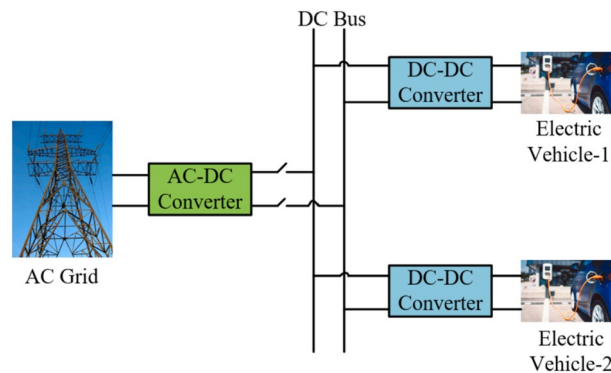 DC Bus
DC-DC
Converter
Electric
Vehicle-1
AC-DC
Converter
AC Grid
DC-DC
Converter
Electric
Vehicle-2